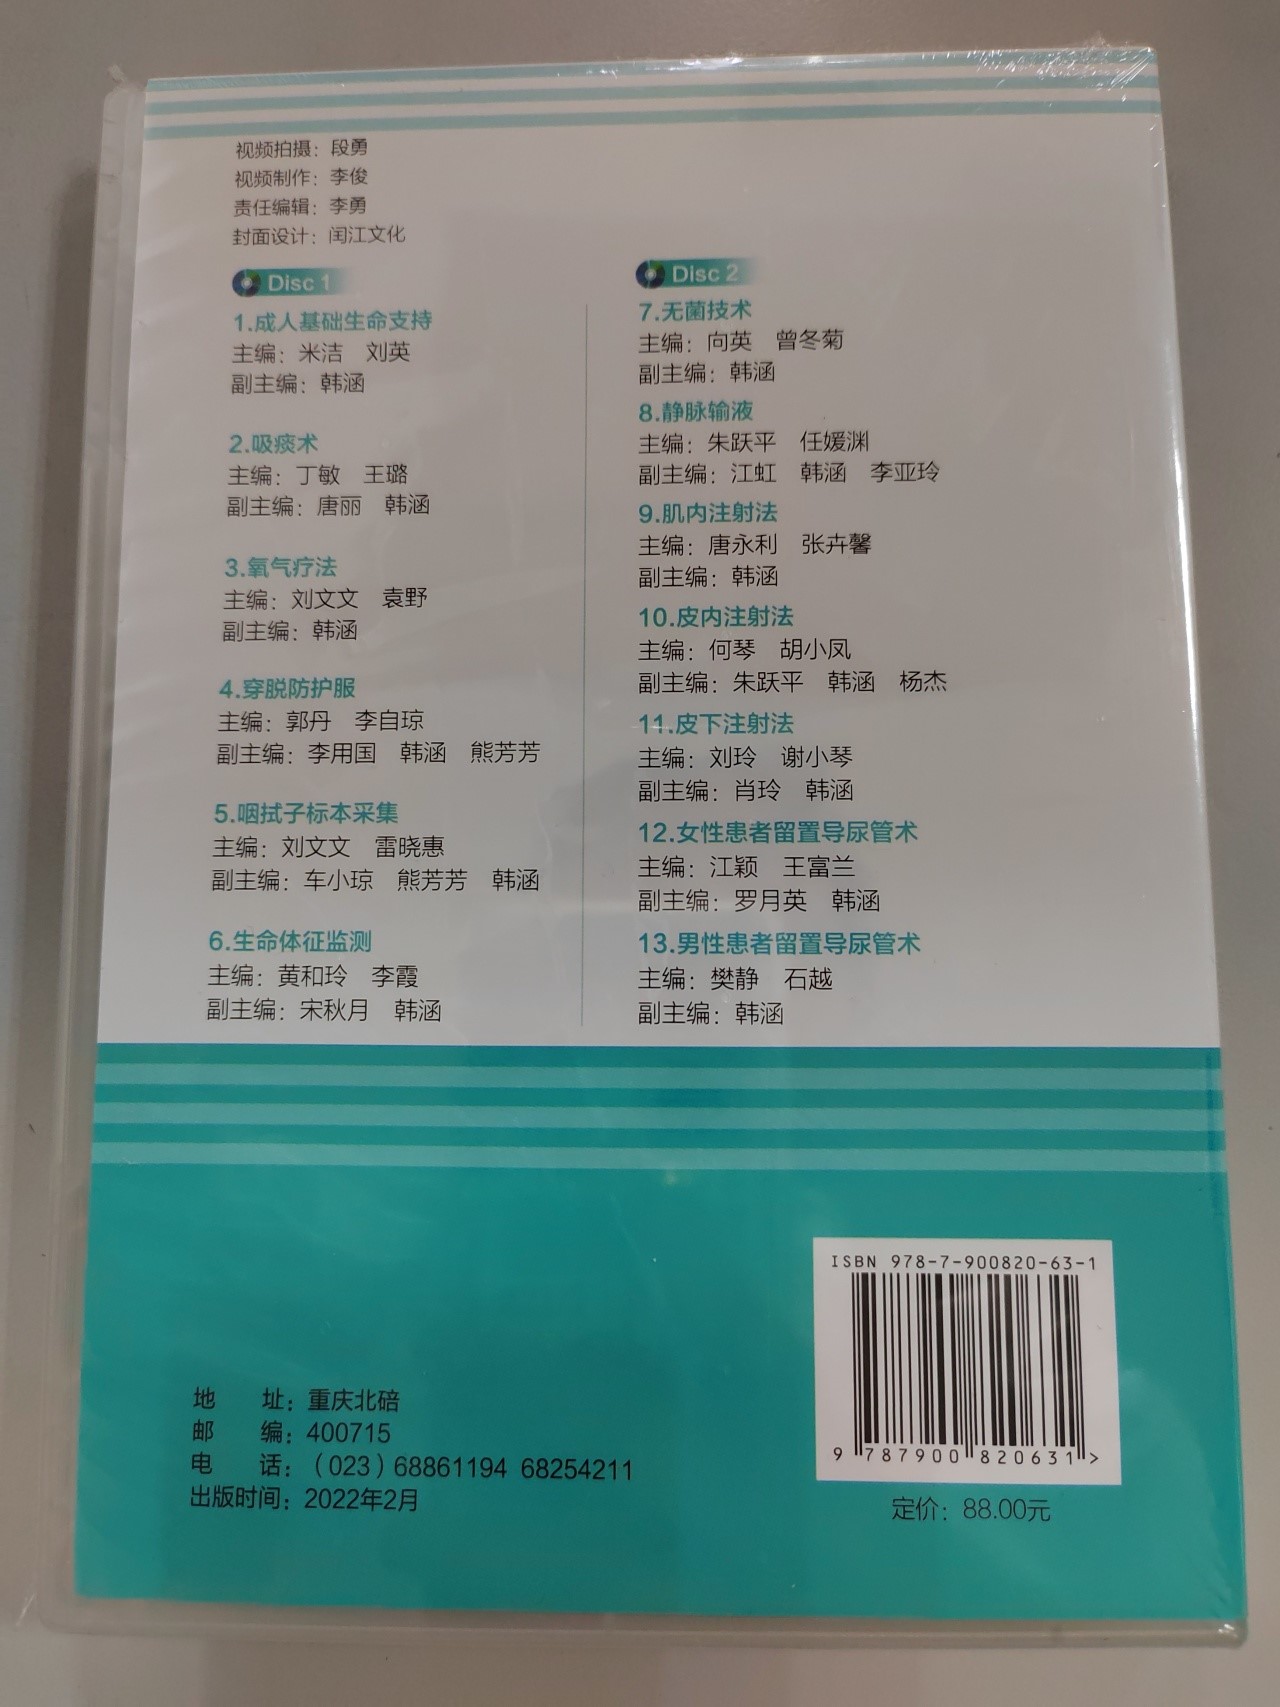 视频拍摄：段勇
视频制作：李俊
责任编辑：李勇
封面设计：闰江文化
Disc 1
1.成人基础生命支持
主编：米洁 刘英
副主编：韩涵
2.吸痰术
主编：丁敏 王璐
副主编：唐丽 韩涵
3.氧气疗法
主编：刘文文 袁野
副主编：韩涵
4.穿脱防护服
主编：郭丹 李自琼
副主编：李用国 韩涵 熊芳芳
5.咽拭子标本采集
主编：刘文文 雷晓惠
副主编：车小琼 熊芳芳 韩涵
6.生命体征监测
主编：黄和玲 李霞
副主编：宋秋月 韩涵
Disc 2
7.无菌技术
主编：向英 曾冬菊
副主编：韩涵
8.静脉输液
主编：朱跃平 任媛渊
副主编：江虹 韩涵 李亚玲
9.肌内注射法
主编：唐永利 张卉馨
副主编：韩涵
10.皮内注射法
主编：何琴 胡小凤
副主编：朱跃平 韩涵 杨杰
11.皮下注射法
主编：刘玲 谢小琴
副主编：肖玲 韩涵
12.女性患者留置导尿管术
主编：江颖 王富兰
副主编：罗月英 韩涵
13.男性患者留置导尿管术
主编：樊静 石越
副主编：韩涵
地 址：重庆北碚
邮 编：400715
电 话：（023）68861194 68254211
出版时间：2022年2月
ISBN 978-7-900820-63-1
9 787900 820631 >
定价：88.00元